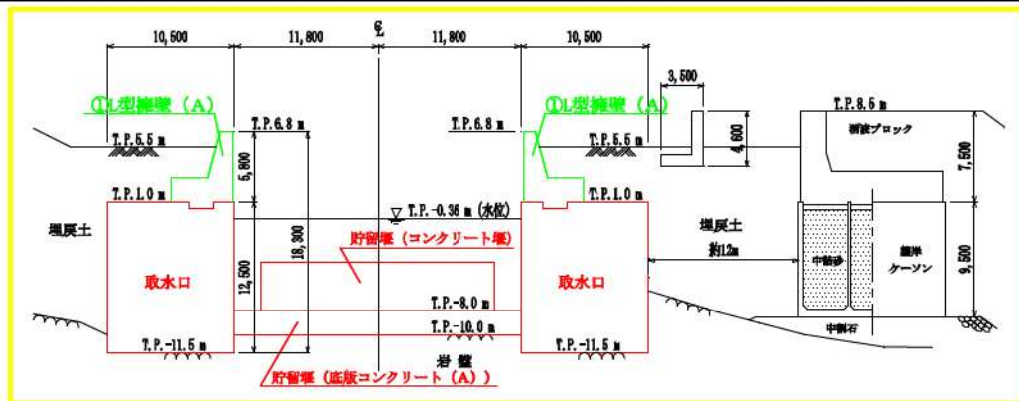 ℄
10,500 11,800 11,800 10,500
3,500
①L型擁壁（A） ①L型擁壁（A）
T.P.6.8 m T.P.6.8 m
T.P.8.5 m
T.P.5.5 m T.P.5.5 m
4,600
消波ブロック
5,800
7,500
T.P.1.0 m T.P.1.0 m
T.P.-0.36 m (水位)
埋戻土 埋戻土
貯留堰（コンクリート堰）
18,300
約12m
中詰砂
護岸
ケーソン
取水口 取水口
12,500
9,500
T.P.-8.0 m
T.P.-10.0 m
中割石
T.P.-11.5 m T.P.-11.5 m
岩盤
貯留堰（底版コンクリート（A））